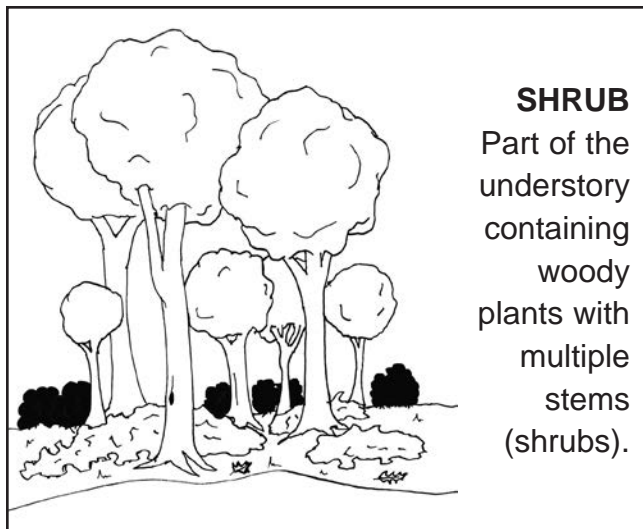 SHRUB
Part of the
understory
containing
woody
plants with
multiple
stems
(shrubs).